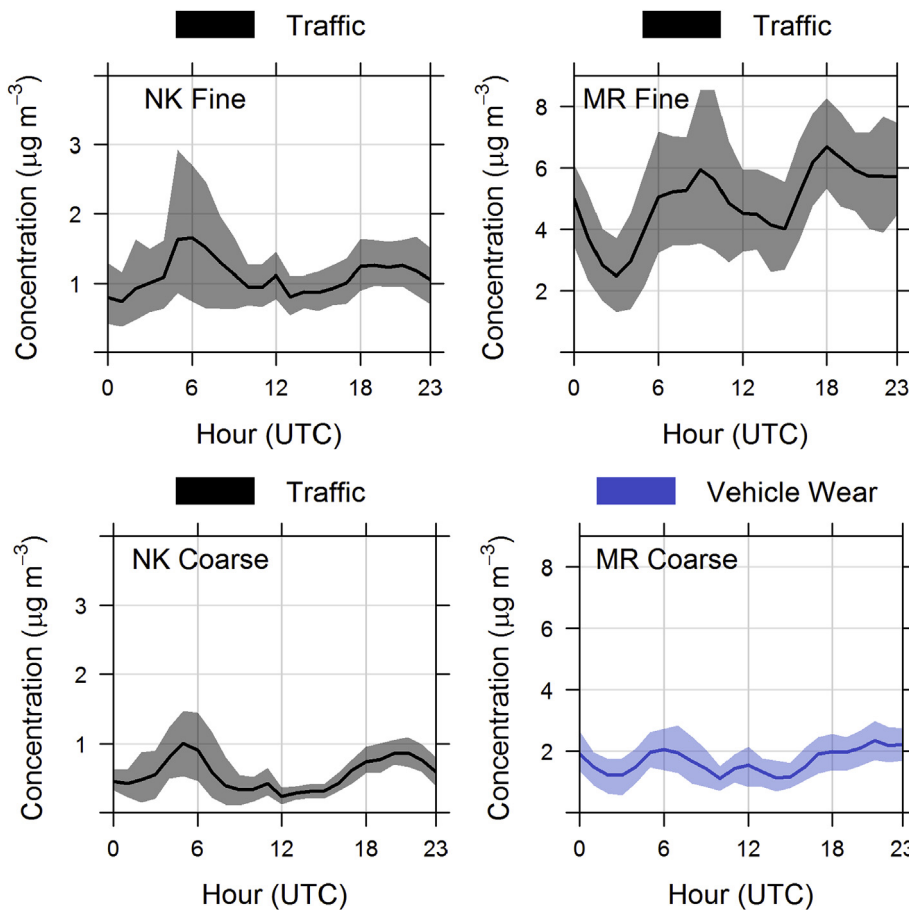 Traffic
NK Fine
Concentration (μg m⁻³)
3
2
1
0 6 12 18 23
Hour (UTC)
Traffic
MR Fine
Concentration (μg m⁻³)
8
6
4
2
0 6 12 18 23
Hour (UTC)
Traffic
NK Coarse
Concentration (μg m⁻³)
3
2
1
0 6 12 18 23
Hour (UTC)
Vehicle Wear
MR Coarse
Concentration (μg m⁻³)
8
6
4
2
0 6 12 18 23
Hour (UTC)